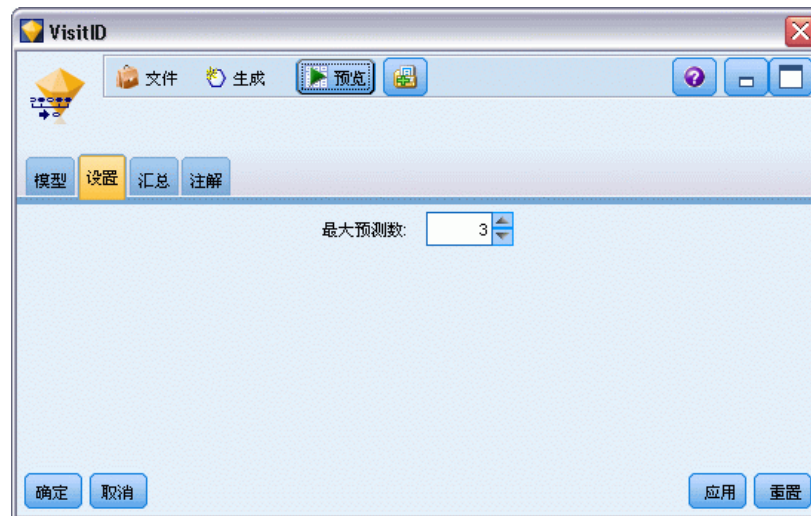 VisitID
文件 生成 预览
模型 设置 汇总 注解
最大预测数: 3
确定 取消 应用 重置